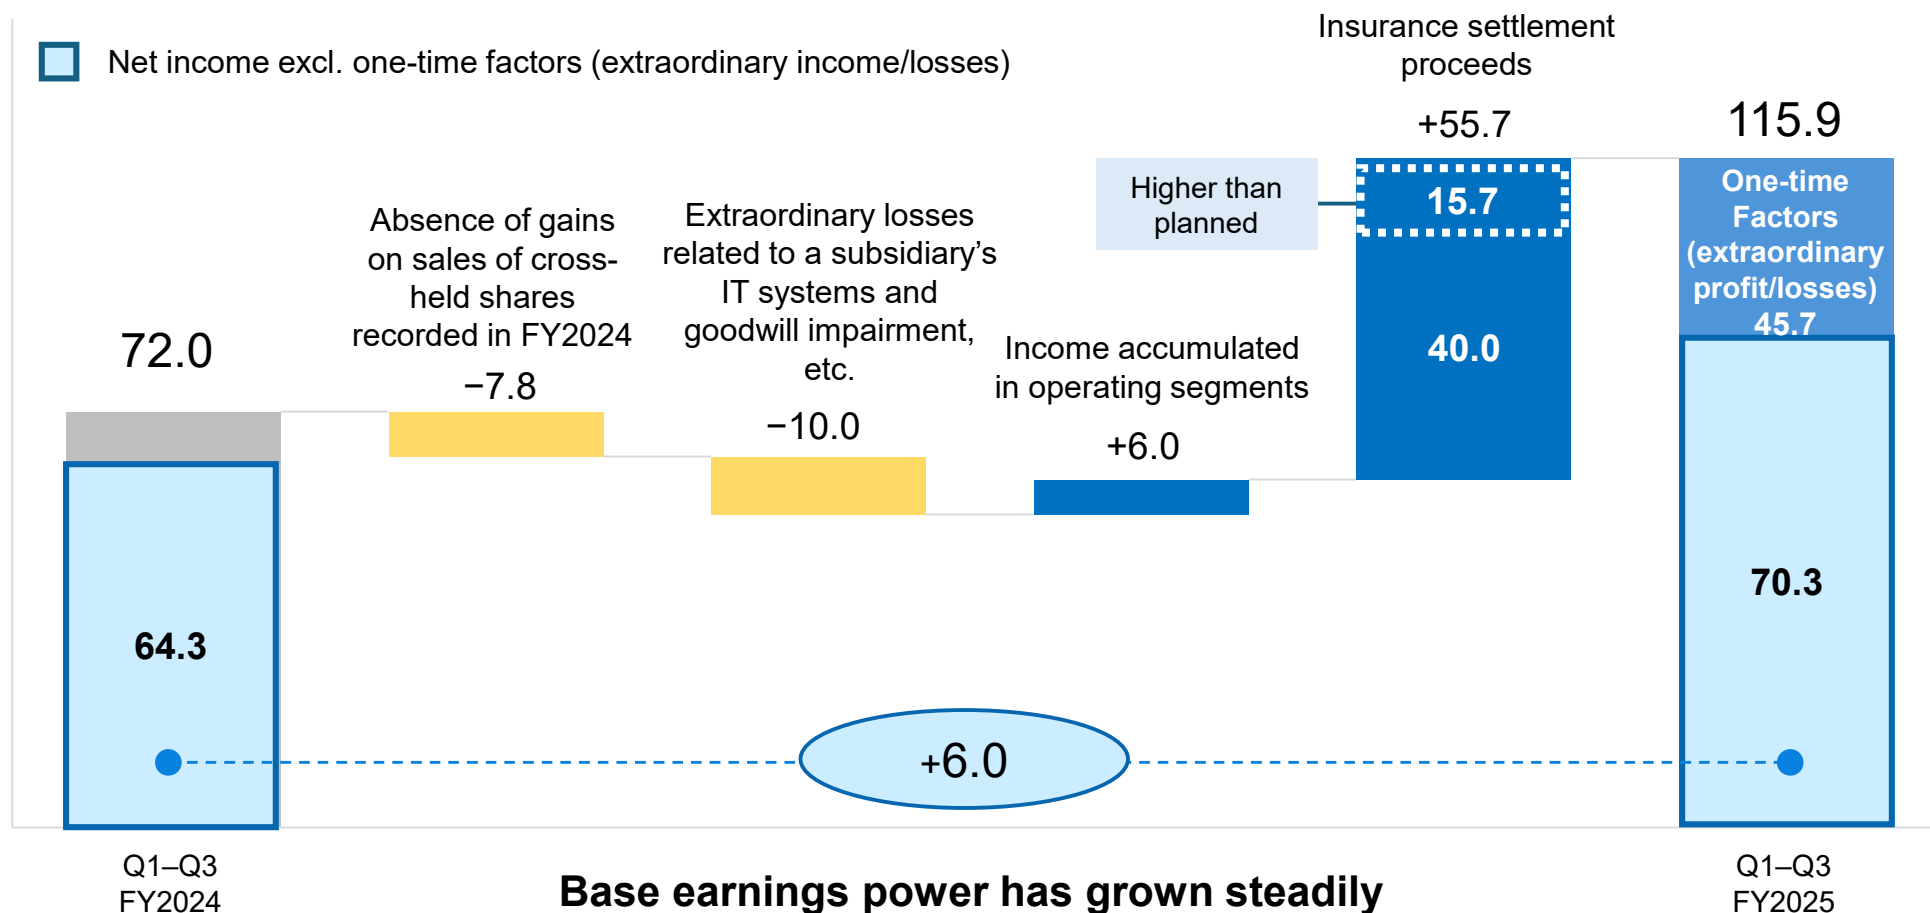 Net income excl. one-time factors (extraordinary income/losses)
72.0
64.3
Absence of gains
on sales of cross-
held shares
recorded in FY2024
−7.8
Extraordinary losses
related to a subsidiary’s
IT systems and
goodwill impairment,
etc.
−10.0
Income accumulated
in operating segments
+6.0
Insurance settlement
proceeds
+55.7
Higher than
planned
15.7
40.0
115.9
One-time
Factors
(extraordinary
profit/losses)
45.7
70.3
+6.0
Q1–Q3
FY2024
Base earnings power has grown steadily
Q1–Q3
FY2025